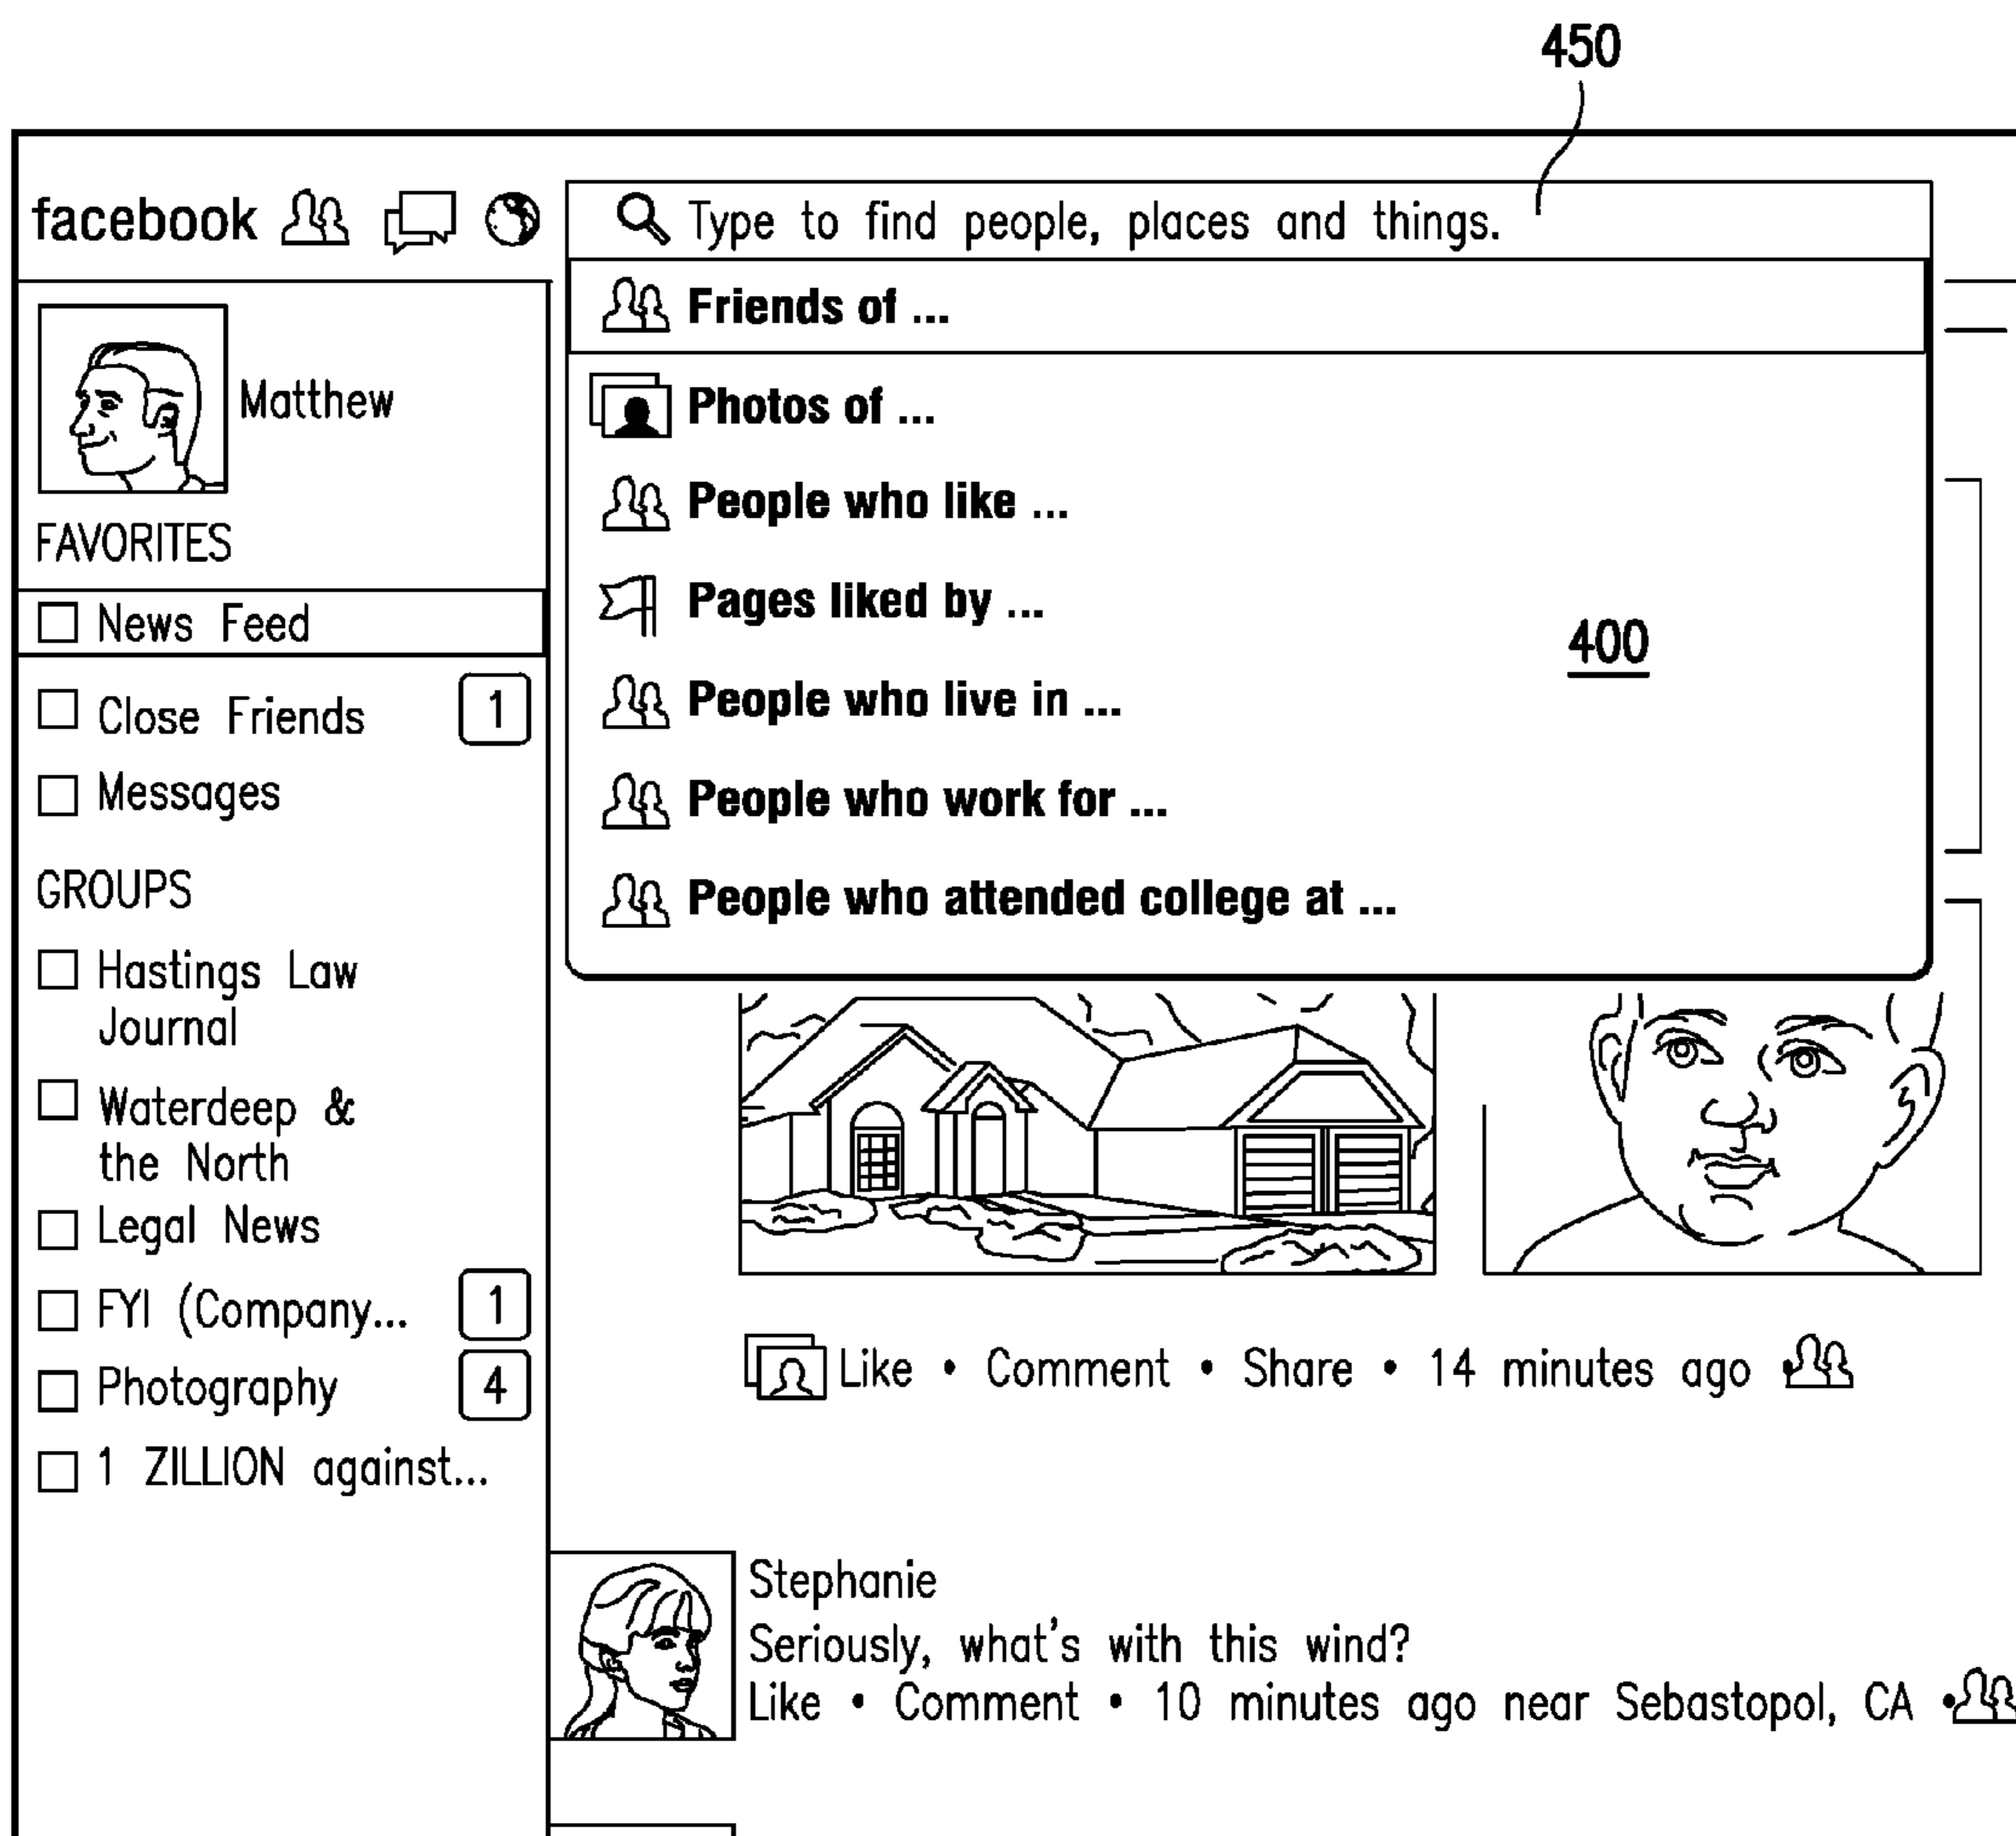 450
facebook
Type to find people, places and things.
Friends of ...
Photos of ...
People who like ...
Pages liked by ...
People who live in ...
People who work for ...
People who attended college at ...
400
Matthew
FAVORITES
News Feed
Close Friends 1
Messages
GROUPS
Hastings Law
Journal
Waterdeep &
the North
Legal News
FYI (Company... 1
Photography 4
1 ZILLION against...
Like • Comment • Share • 14 minutes ago •
Stephanie
Seriously, what's with this wind?
Like • Comment • 10 minutes ago near Sebastopol, CA •